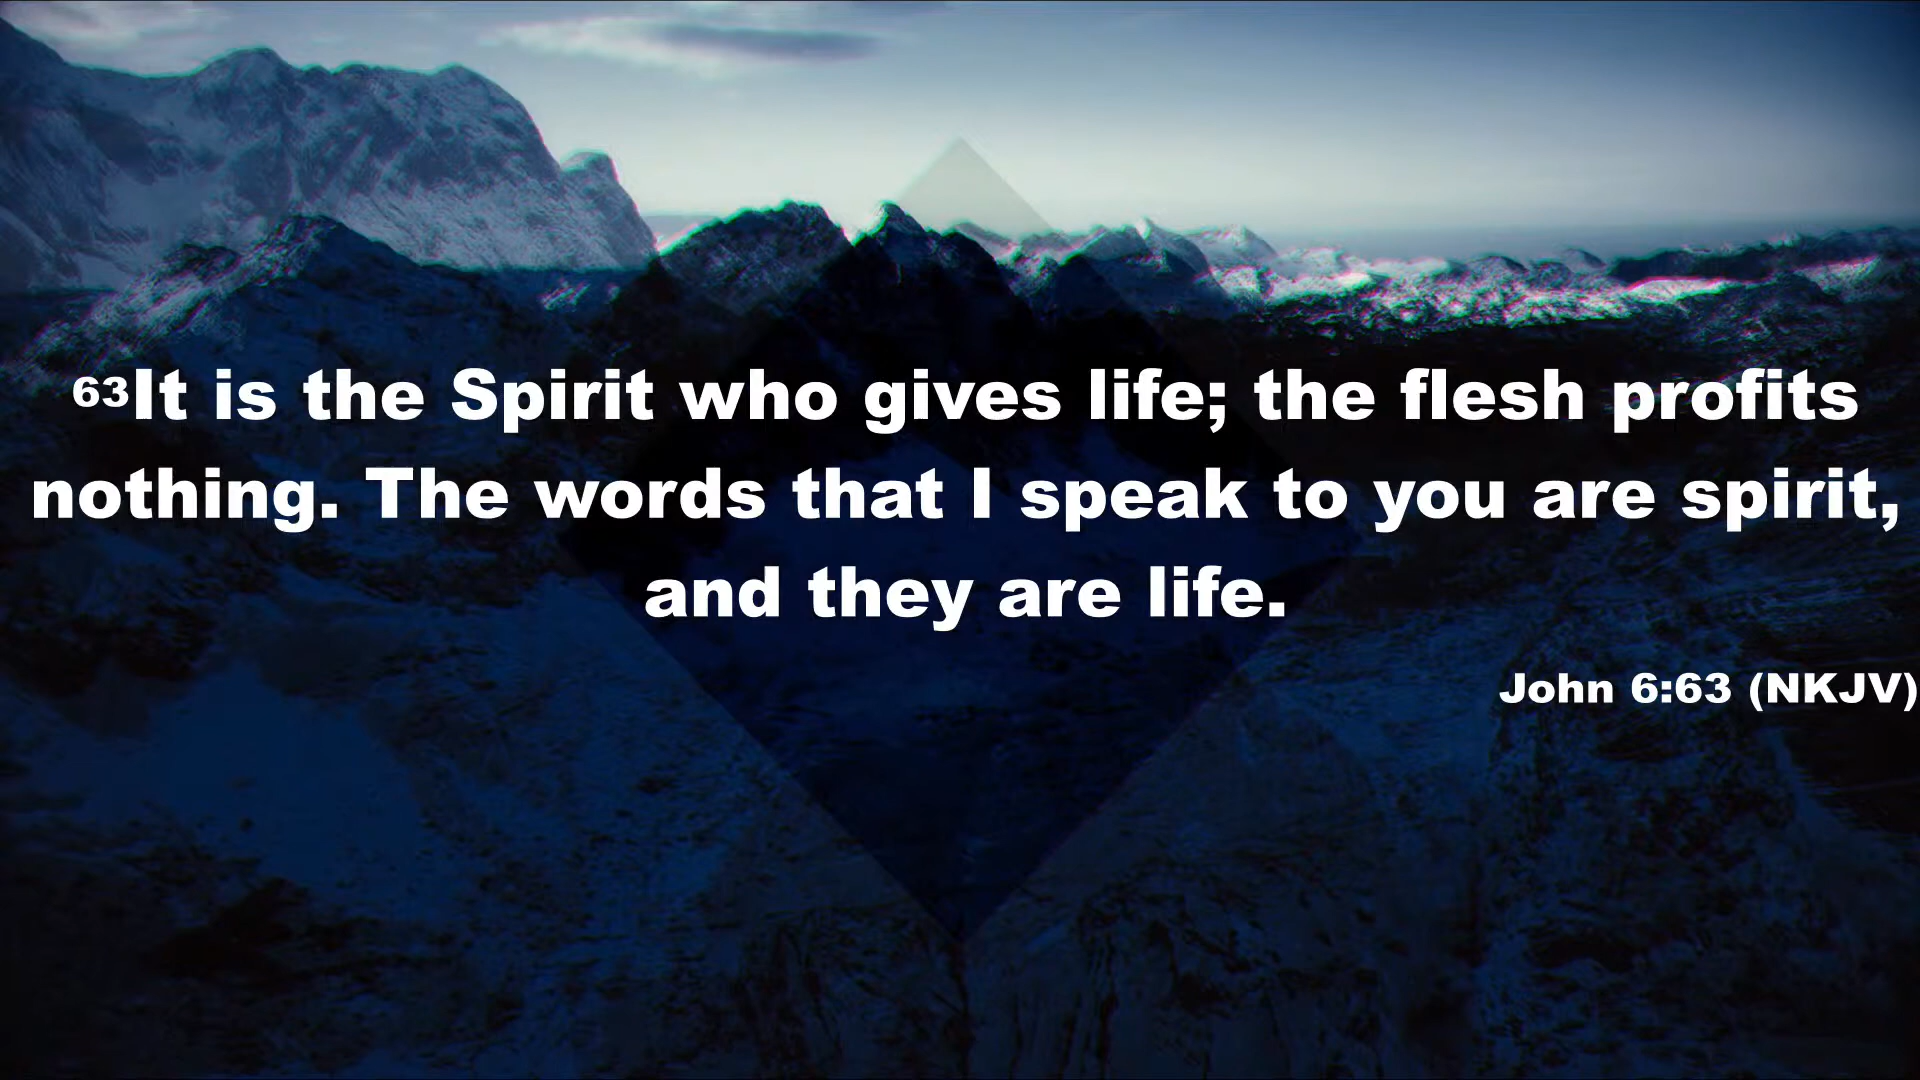 63It is the Spirit who gives life; the flesh profits
nothing. The words that I speak to you are spirit,
and they are life.
John 6:63 (NKJV)